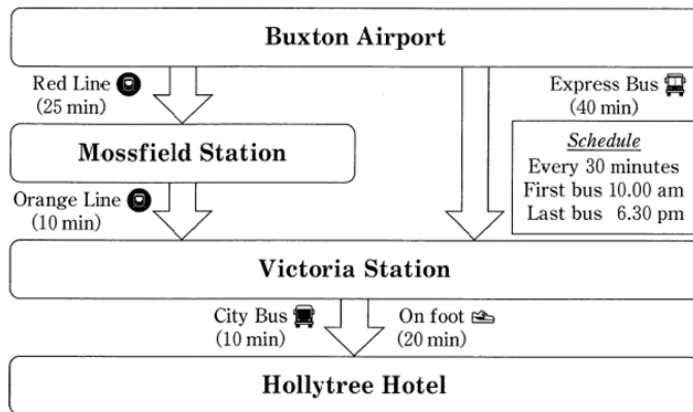 Buxton Airport
Red Line
(25 min)
Express Bus
(40 min)
Schedule
Every 30 minutes
First bus 10.00 am
Last bus 6.30 pm
Mossfield Station
Orange Line
(10 min)
Victoria Station
City Bus
(10 min)
On foot
(20 min)
Hollytree Hotel